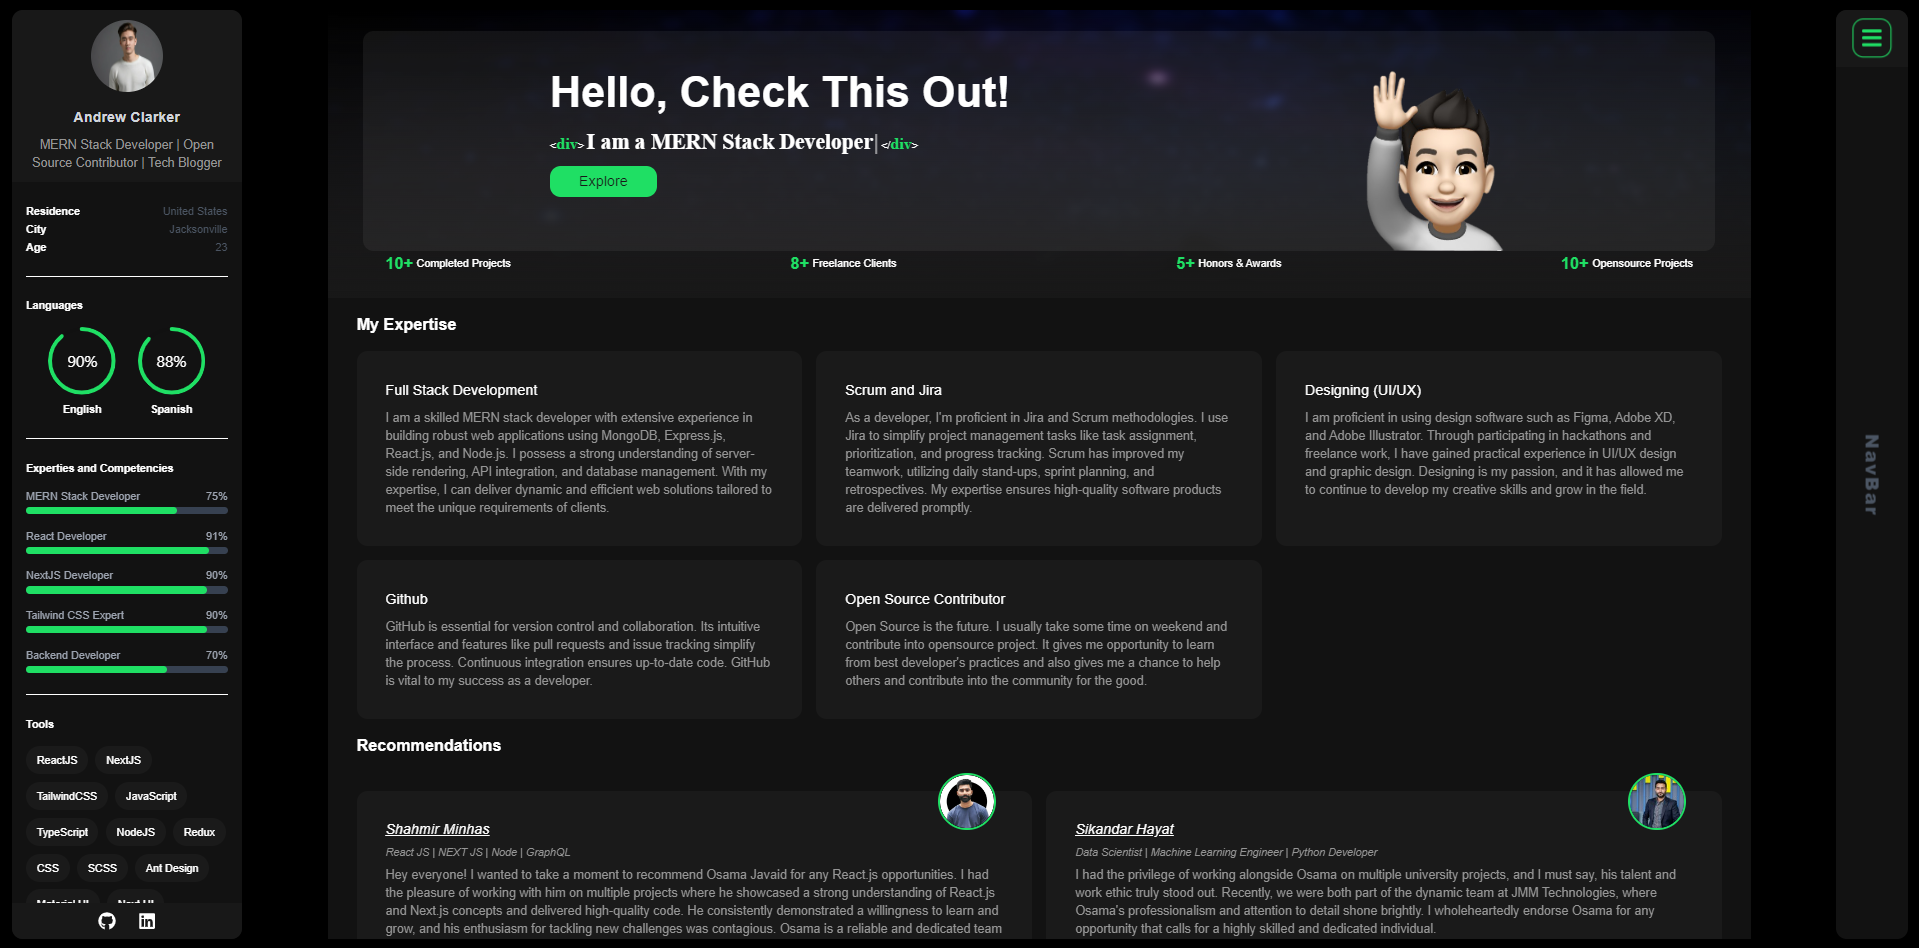 Andrew Clarker
MERN Stack Developer | Open
Source Contributor | Tech Blogger
Residence United States
City Jacksonville
Age 23
Languages
90% 88%
English Spanish
Experties and Competencies
MERN Stack Developer 75%
React Developer 91%
NextJS Developer 90%
Tailwind CSS Expert 90%
Backend Developer 70%
Tools
ReactJS NextJS
TailwindCSS JavaScript
TypeScript NodeJS Redux
CSS SCSS Ant Design
Material UI Next UI
Hello, Check This Out!
<div> I am a MERN Stack Developer| </div>
Explore
10+ Completed Projects 8+ Freelance Clients 5+ Honors & Awards 10+ Opensource Projects
My Expertise
Full Stack Development
I am a skilled MERN stack developer with extensive experience in
building robust web applications using MongoDB, Express.js,
React.js, and Node.js. I possess a strong understanding of server-
side rendering, API integration, and database management. With my
expertise, I can deliver dynamic and efficient web solutions tailored to
meet the unique requirements of clients.
Scrum and Jira
As a developer, I'm proficient in Jira and Scrum methodologies. I use
Jira to simplify project management tasks like task assignment,
prioritization, and progress tracking. Scrum has improved my
teamwork, utilizing daily stand-ups, sprint planning, and
retrospectives. My expertise ensures high-quality software products
are delivered promptly.
Designing (UI/UX)
I am proficient in using design software such as Figma, Adobe XD,
and Adobe Illustrator. Through participating in hackathons and
freelance work, I have gained practical experience in UI/UX design
and graphic design. Designing is my passion, and it has allowed me
to continue to develop my creative skills and grow in the field.
Github
GitHub is essential for version control and collaboration. Its intuitive
interface and features like pull requests and issue tracking simplify
the process. Continuous integration ensures up-to-date code. GitHub
is vital to my success as a developer.
Open Source Contributor
Open Source is the future. I usually take some time on weekend and
contribute into opensource project. It gives me opportunity to learn
from best developer's practices and also gives me a chance to help
others and contribute into the community for the good.
Recommendations
Shahmir Minhas
React JS | NEXT JS | Node | GraphQL
Hey everyone! I wanted to take a moment to recommend Osama Javaid for any React.js opportunities. I had
the pleasure of working with him on multiple projects where he showcased a strong understanding of React.js
and Next.js concepts and delivered high-quality code. He consistently demonstrated a willingness to learn and
grow, and his enthusiasm for tackling new challenges was contagious. Osama is a reliable and dedicated team
Sikandar Hayat
Data Scientist | Machine Learning Engineer | Python Developer
I had the privilege of working alongside Osama on multiple university projects, and I must say, his talent and
work ethic truly stood out. Recently, we were both part of the dynamic team at JMM Technologies, where
Osama's professionalism and attention to detail shone brightly. I wholeheartedly endorse Osama for any
opportunity that calls for a highly skilled and dedicated individual.
NavBar